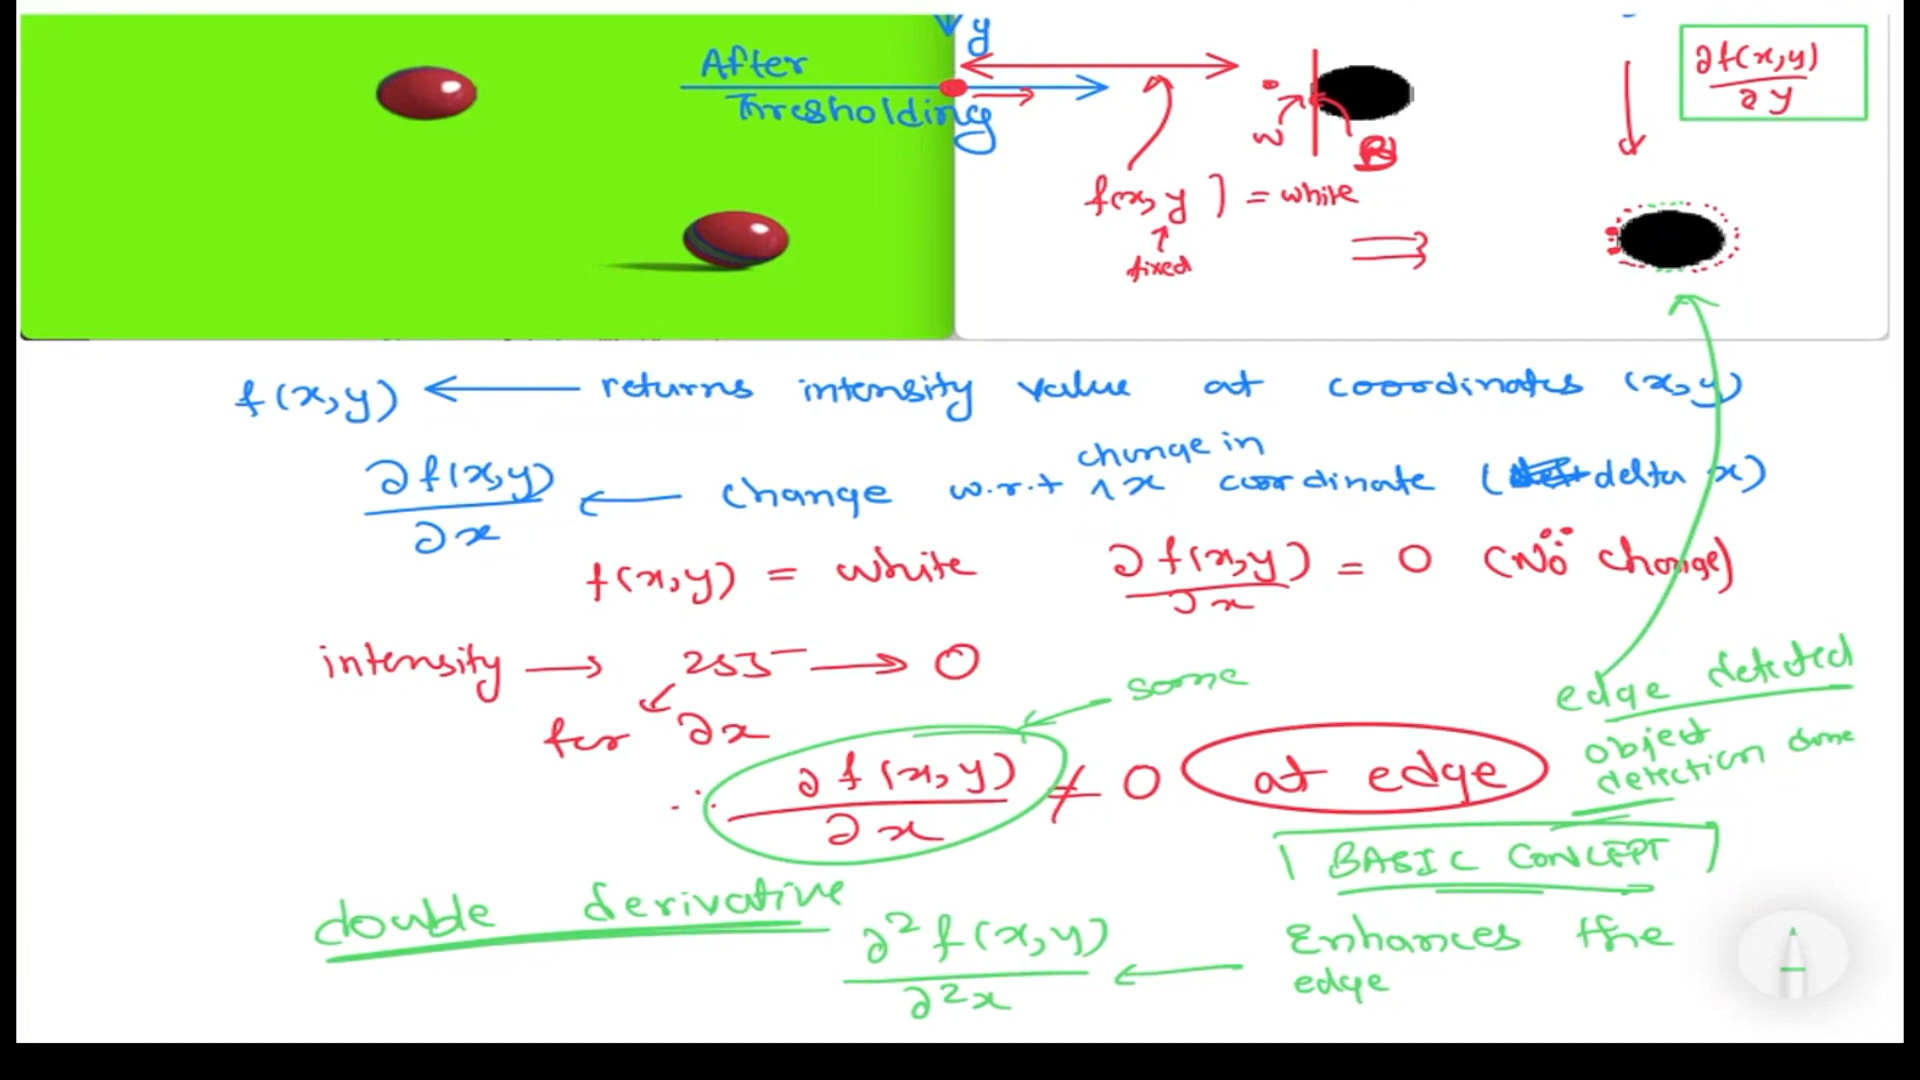 y
After
Thresholding
y
w
B
f(x, y) = white
fixed
∂f(x,y)
∂y
f(x,y) ← returns intensity value at coordinates (x,y)
change in
∂f(x,y) ← change w.r.t ^ x coordinate ( delta x)
∂x
f(x,y) = white
∂f(x,y) = 0 (No change)
∂x
intensity → 255 → 0
some
for ∂x
edge detected
object
detection done
∴ ∂f(x,y) ≠ 0 at edge
∂x
BASIC CONCEPT
double derivative
∂²f(x,y) ← Enhances the
∂²x
edge